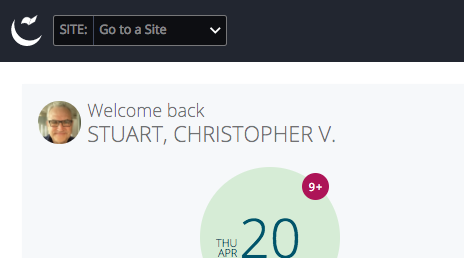 SITE: Go to a Site
Welcome back
STUART, CHRISTOPHER V.
9+
THU
APR 20